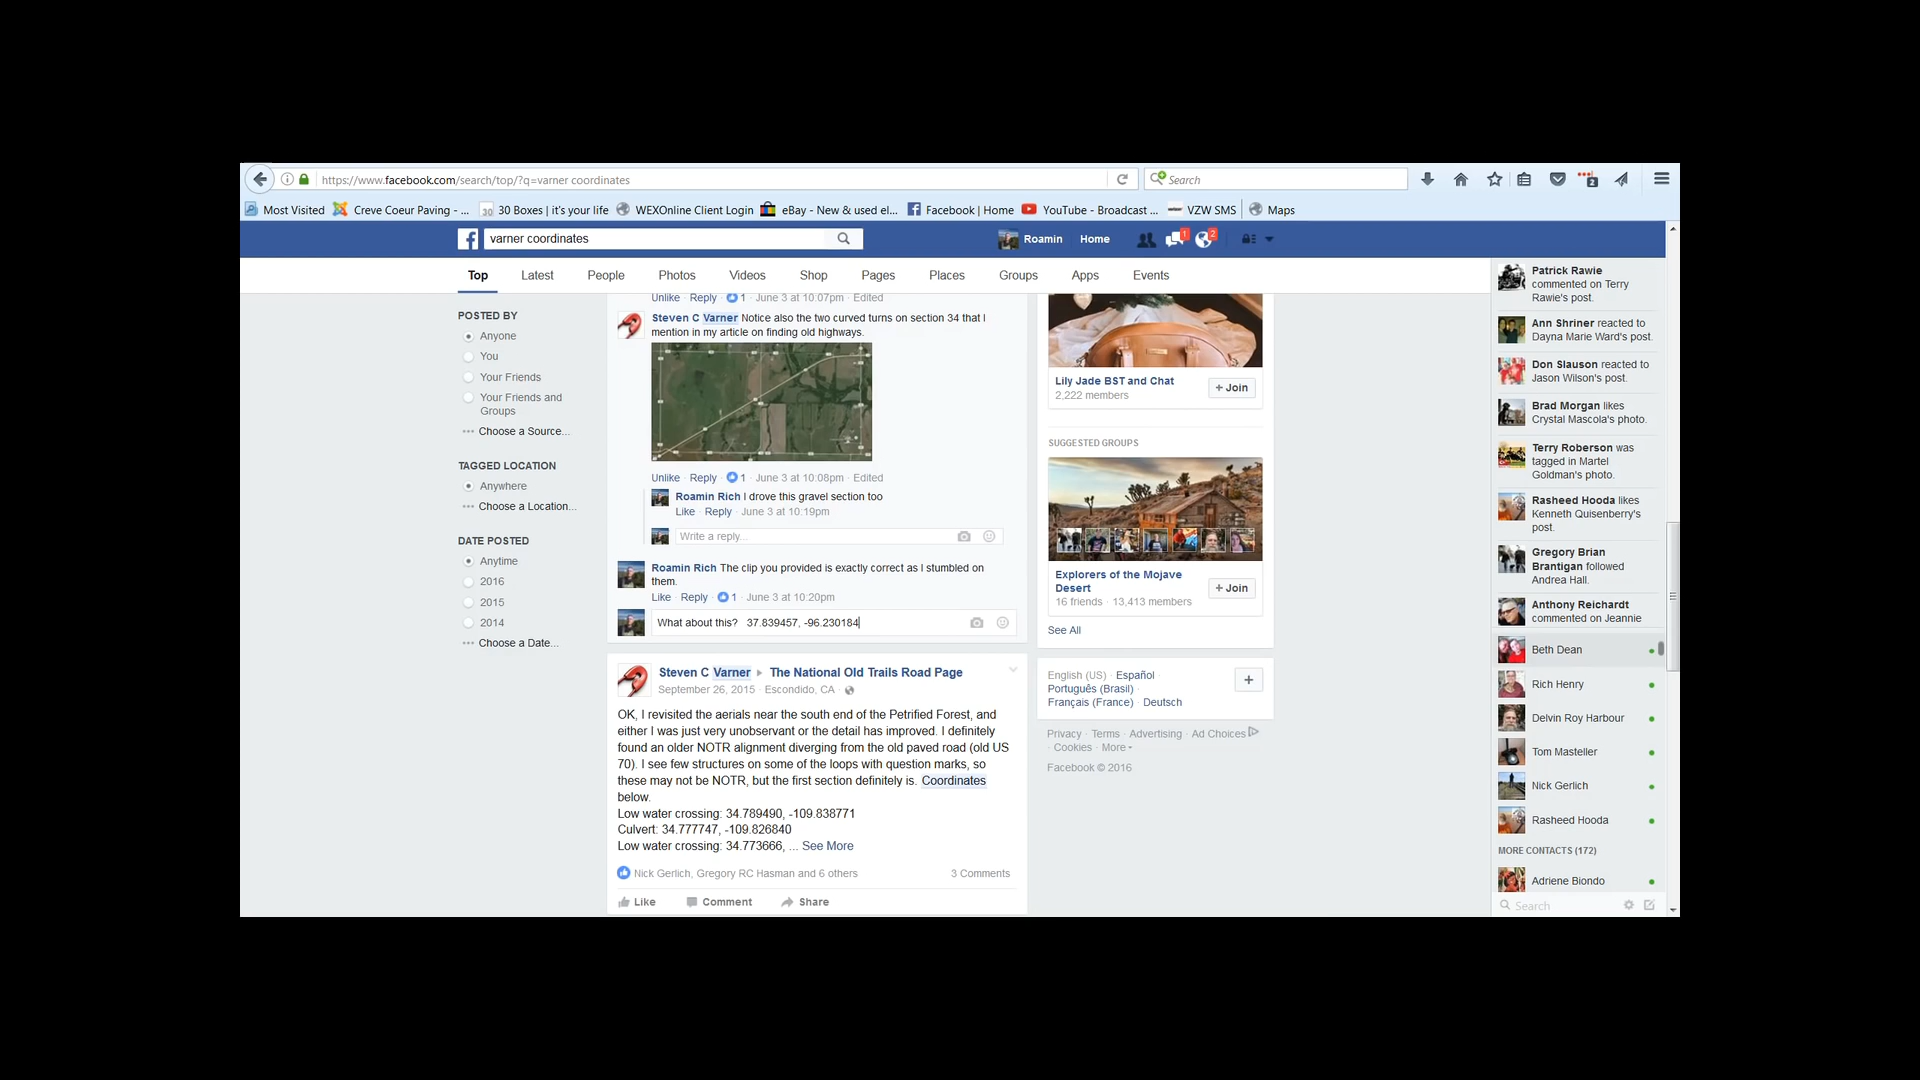 https://www.facebook.com/search/top/?q=varner coordinates
Search
2
Most Visited
Creve Coeur Paving - ...
30 Boxes | it's your life
WEXOnline Client Login
eBay - New & used el...
Facebook | Home
YouTube - Broadcast ...
VZW SMS
Maps
varner coordinates
Roamin
Home
1
2
Top
Latest
People
Photos
Videos
Shop
Pages
Places
Groups
Apps
Events
POSTED BY
Anyone
You
Your Friends
Your Friends and
Groups
Choose a Source...
TAGGED LOCATION
Anywhere
Choose a Location...
DATE POSTED
Anytime
2016
2015
2014
Choose a Date...
Unlike · Reply · 1 · June 3 at 10:07pm · Edited
Steven C Varner Notice also the two curved turns on section 34 that I
mention in my article on finding old highways.
Unlike · Reply · 1 · June 3 at 10:08pm · Edited
Roamin Rich I drove this gravel section too
Like · Reply · June 3 at 10:19pm
Write a reply...
Roamin Rich The clip you provided is exactly correct as I stumbled on
them.
Like · Reply · 1 · June 3 at 10:20pm
What about this? 37.839457, -96.230184
Steven C Varner ▸ The National Old Trails Road Page
September 26, 2015 · Escondido, CA ·
OK, I revisited the aerials near the south end of the Petrified Forest, and
either I was just very unobservant or the detail has improved. I definitely
found an older NOTR alignment diverging from the old paved road (old US
70). I see few structures on some of the loops with question marks, so
these may not be NOTR, but the first section definitely is. Coordinates
below.
Low water crossing: 34.789490, -109.838771
Culvert: 34.777747, -109.826840
Low water crossing: 34.773666, ... See More
Nick Gerlich, Gregory RC Hasman and 6 others
3 Comments
Like
Comment
Share
Lily Jade BST and Chat
2,222 members
+ Join
SUGGESTED GROUPS
Explorers of the Mojave
Desert
16 friends · 13,413 members
+ Join
See All
English (US) · Español ·
Português (Brasil) ·
Français (France) · Deutsch
+
Privacy · Terms · Advertising · Ad Choices
· Cookies · More
Facebook © 2016
Patrick Rawie
commented on Terry
Rawie's post.
Ann Shriner reacted to
Dayna Marie Ward's post.
Don Slauson reacted to
Jason Wilson's post.
Brad Morgan likes
Crystal Mascola's photo.
Terry Roberson was
tagged in Martel
Goldman's photo.
Rasheed Hooda likes
Kenneth Quisenberry's
post.
Gregory Brian
Brantigan followed
Andrea Hall.
Anthony Reichardt
commented on Jeannie
Beth Dean
Rich Henry
Delvin Roy Harbour
Tom Masteller
Nick Gerlich
Rasheed Hooda
MORE CONTACTS (172)
Adriene Biondo
Search